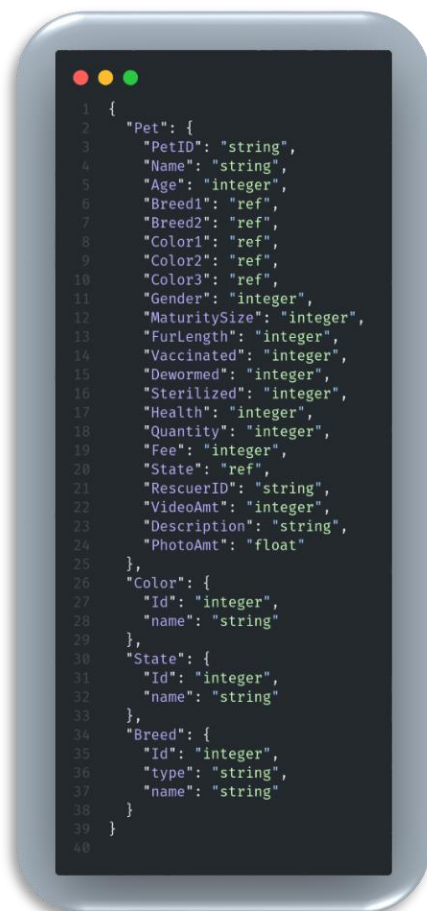 1 {
2 "Pet": {
3 "PetID": "string",
4 "Name": "string",
5 "Age": "integer",
6 "Breed1": "ref",
7 "Breed2": "ref",
8 "Color1": "ref",
9 "Color2": "ref",
10 "Color3": "ref",
11 "Gender": "integer",
12 "MaturitySize": "integer",
13 "FurLength": "integer",
14 "Vaccinated": "integer",
15 "Dewormed": "integer",
16 "Sterilized": "integer",
17 "Health": "integer",
18 "Quantity": "integer",
19 "Fee": "integer",
20 "State": "ref",
21 "RescuerID": "string",
22 "VideoAmt": "integer",
23 "Description": "string",
24 "PhotoAmt": "float"
25 },
26 "Color": {
27 "Id": "integer",
28 "name": "string"
29 },
30 "State": {
31 "Id": "integer",
32 "name": "string"
33 },
34 "Breed": {
35 "Id": "integer",
36 "type": "string",
37 "name": "string"
38 }
39 }
40